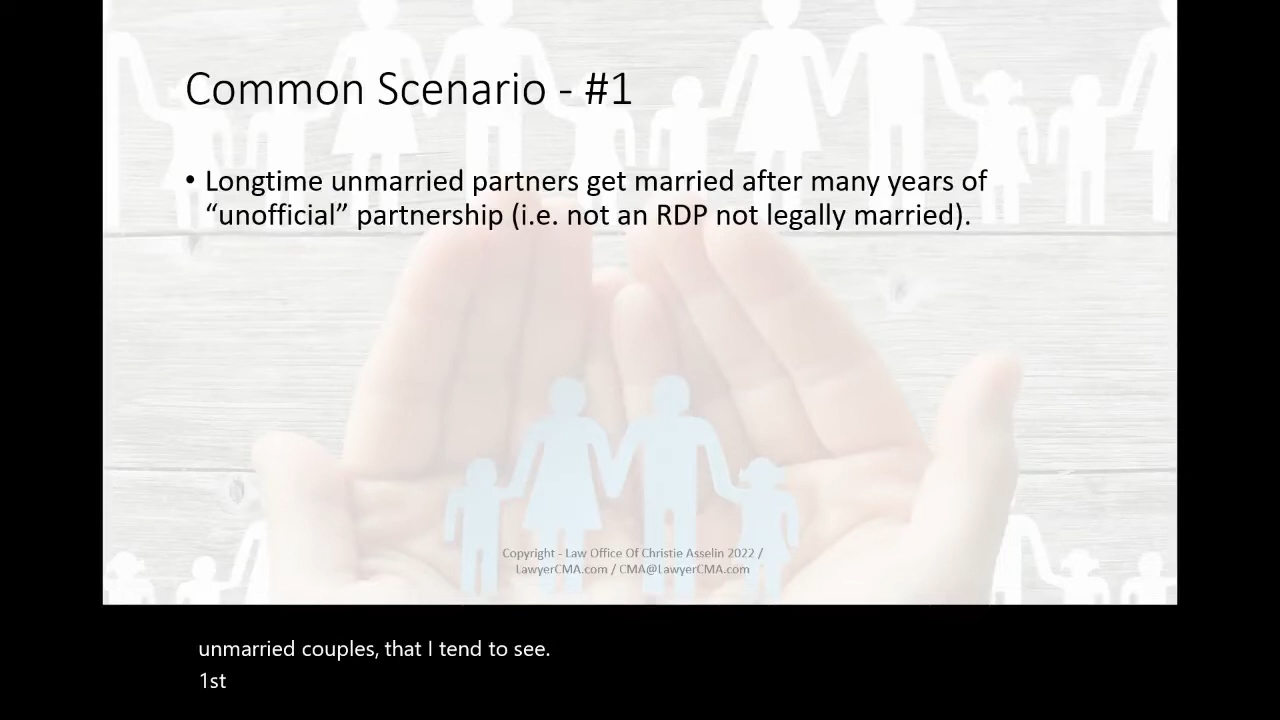 Common Scenario - #1
• Longtime unmarried partners get married after many years of
“unofficial” partnership (i.e. not an RDP not legally married).
Copyright - Law Office Of Christie Asselin 2022 /
LawyerCMA.com / CMA@LawyerCMA.com
unmarried couples, that I tend to see.
1st